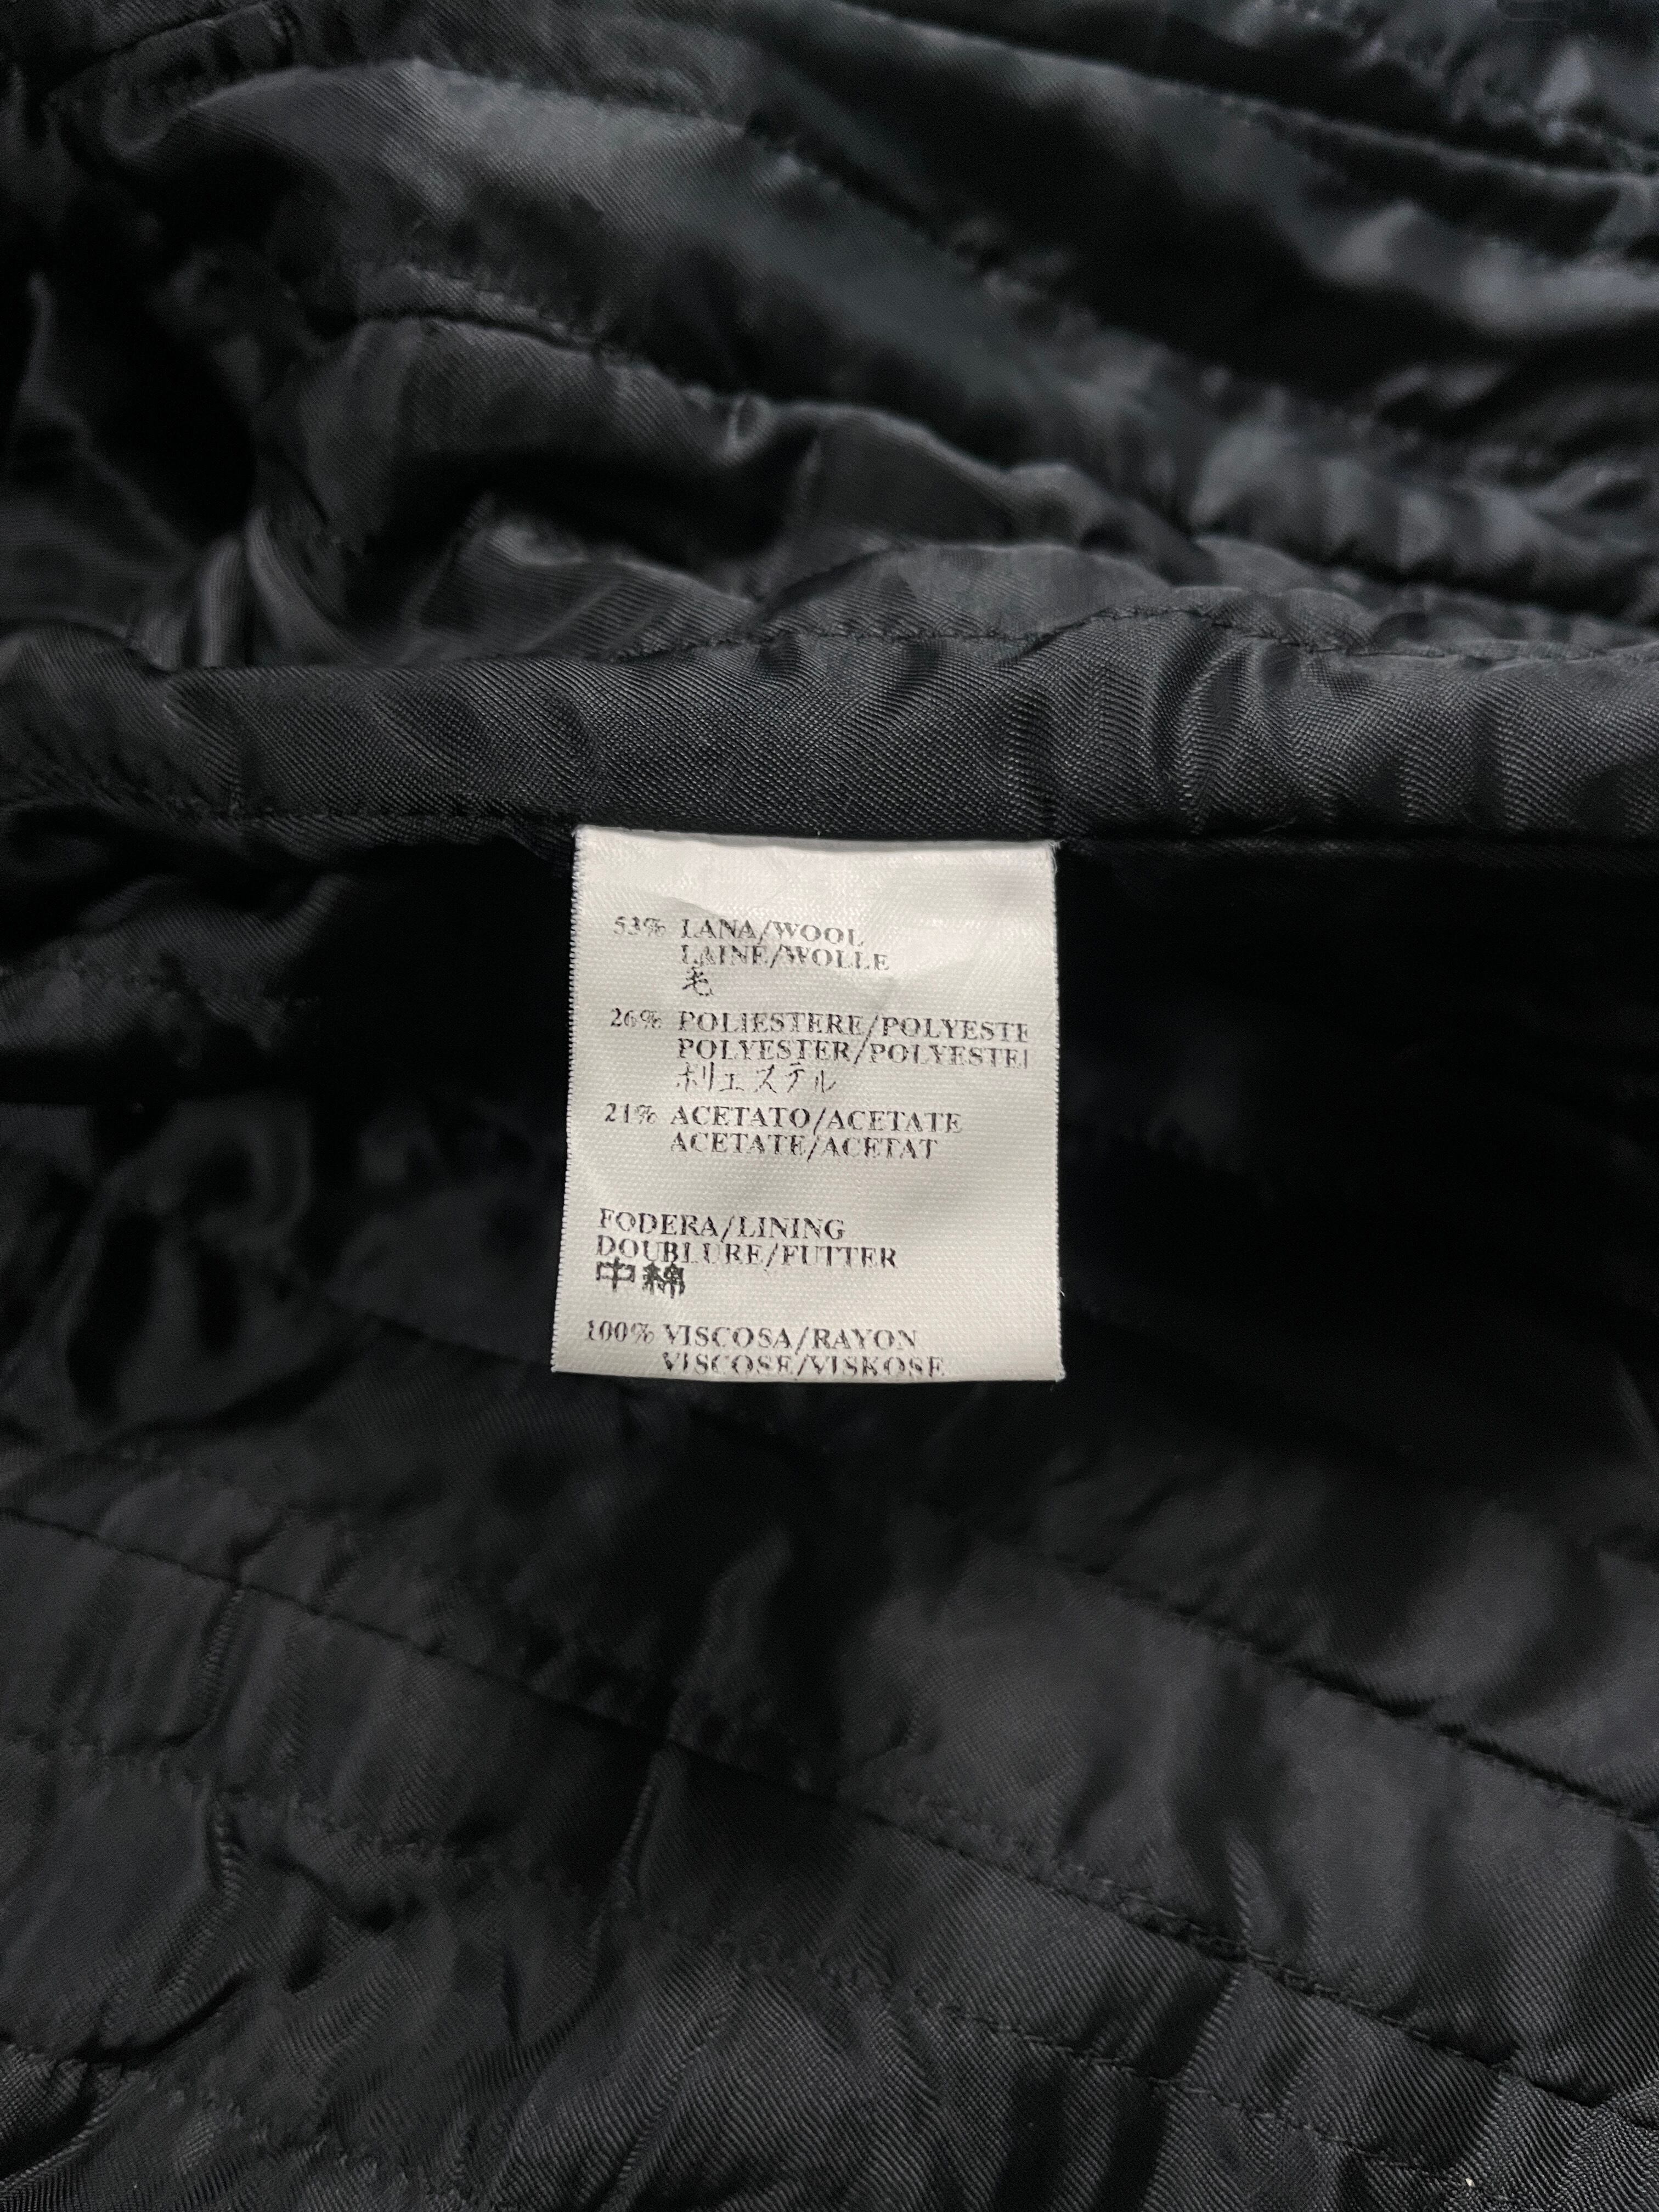 53% LANA/WOOL
LAINE/WOLLE
毛
26% POLIESTERE/POLYESTE
POLYESTER/POLYESTE
ポリエステル
21% ACETATO/ACETATE
ACETATE/ACETAT
FODERA/LINING
DOUBLURE/FUTTER
中綿
100% VISCOSA/RAYON
VISCOSE/VISKOSE